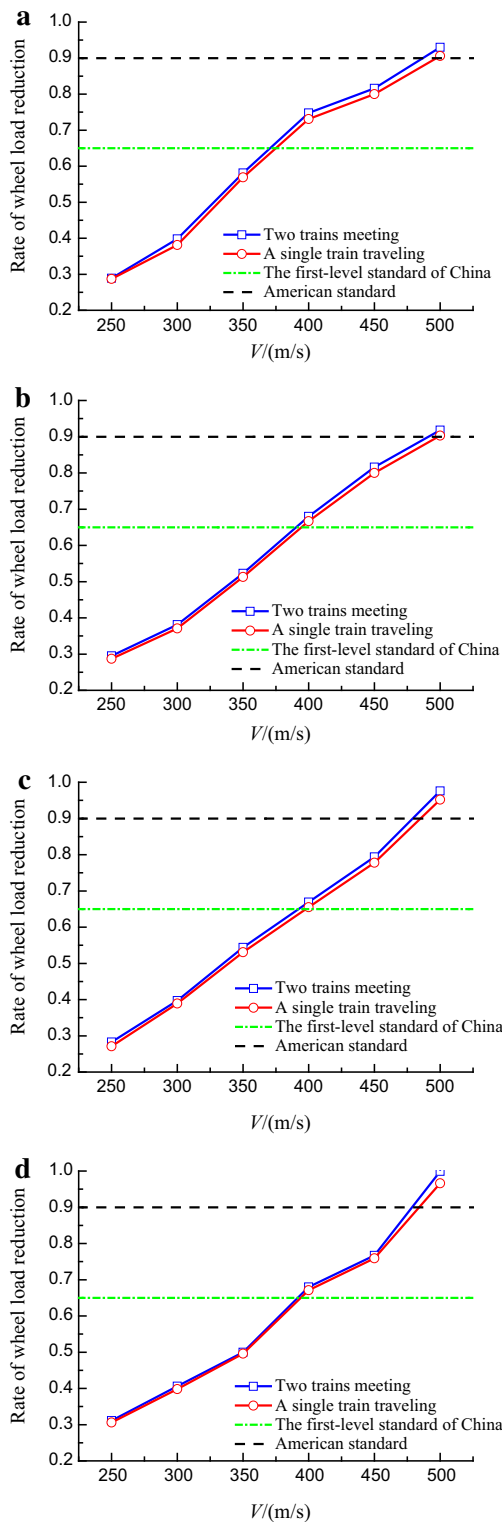 a
1.0
0.9
0.8
0.7
0.6
0.5
0.4
0.3
0.2
Rate of wheel load reduction
Two trains meeting
A single train traveling
The first-level standard of China
American standard
250 300 350 400 450 500
V/(m/s)
b
1.0
0.9
0.8
0.7
0.6
0.5
0.4
0.3
0.2
Rate of wheel load reduction
Two trains meeting
A single train traveling
The first-level standard of China
American standard
250 300 350 400 450 500
V/(m/s)
c
1.0
0.9
0.8
0.7
0.6
0.5
0.4
0.3
0.2
Rate of wheel load reduction
Two trains meeting
A single train traveling
The first-level standard of China
American standard
250 300 350 400 450 500
V/(m/s)
d
1.0
0.9
0.8
0.7
0.6
0.5
0.4
0.3
0.2
Rate of wheel load reduction
Two trains meeting
A single train traveling
The first-level standard of China
American standard
250 300 350 400 450 500
V/(m/s)